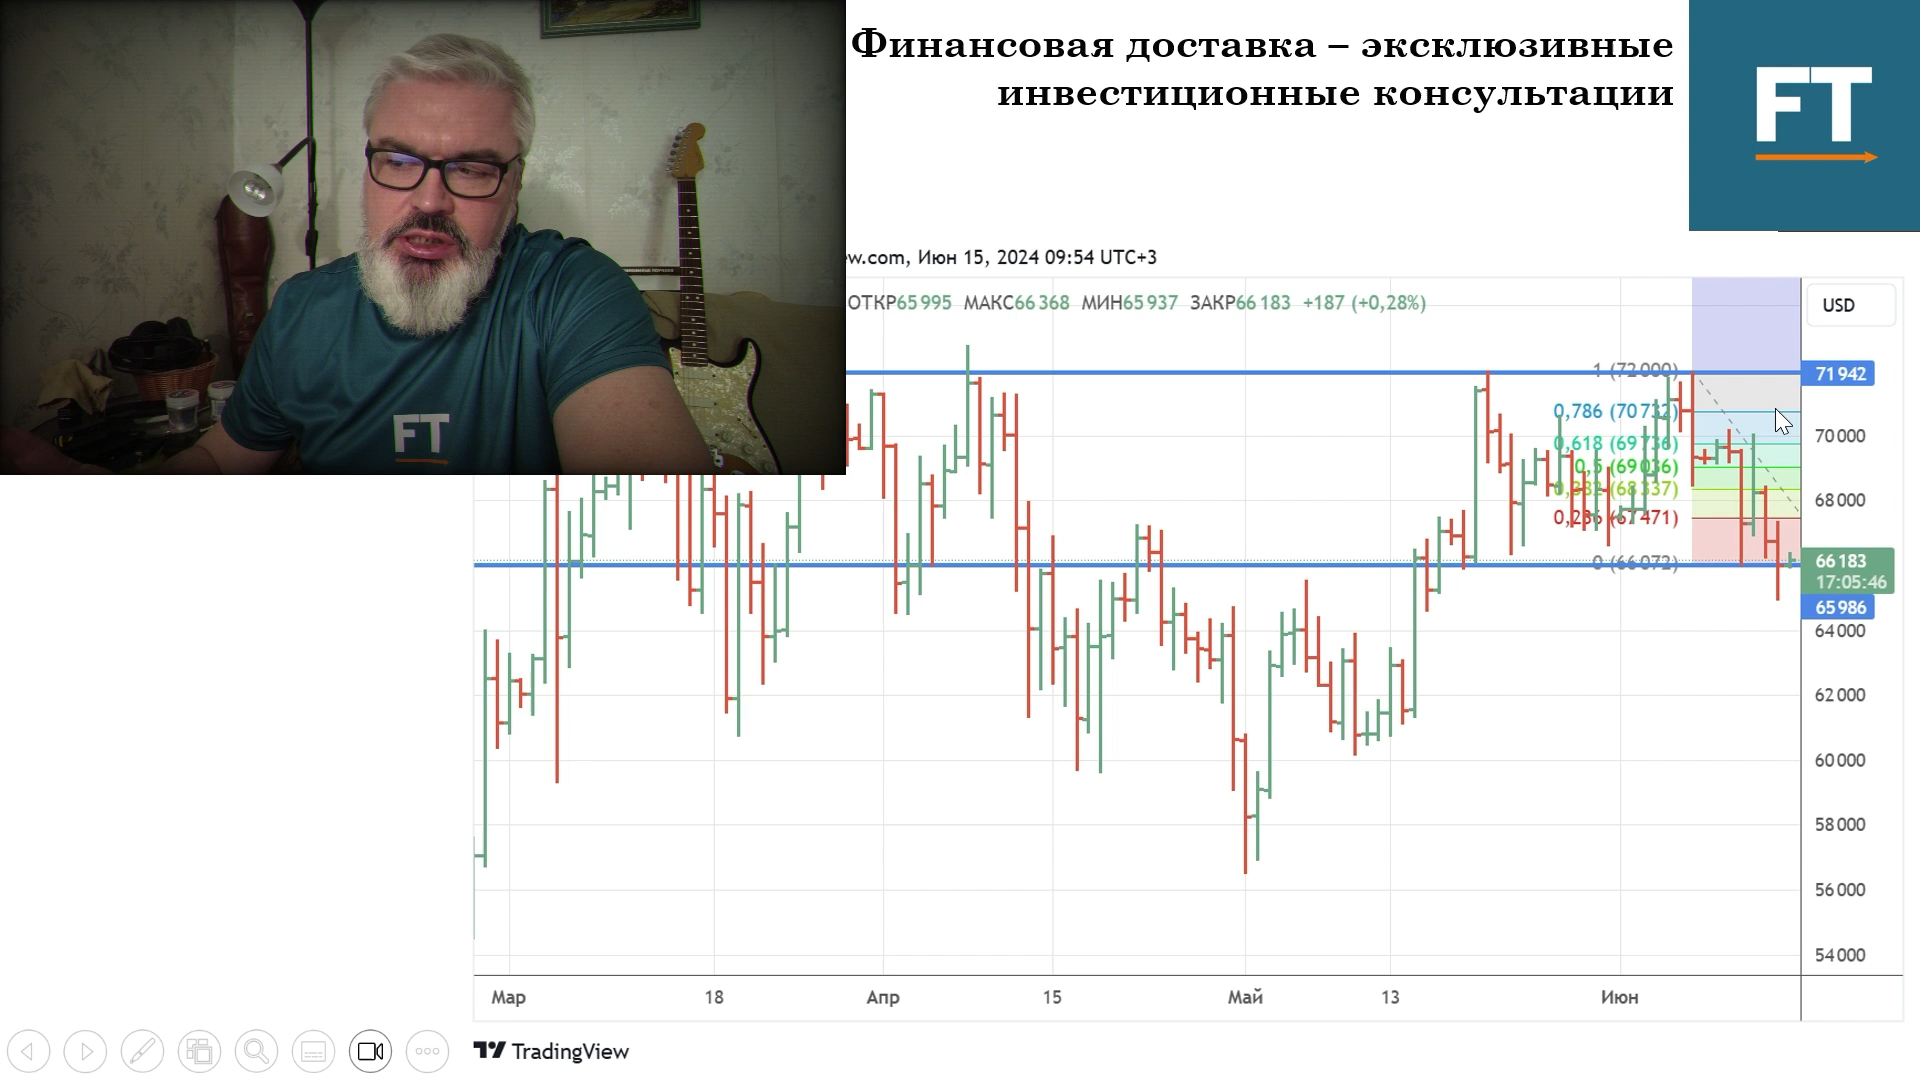 Финансовая доставка – эксклюзивные
инвестиционные консультации
FT
FT
w.com, Июн 15, 2024 09:54 UTC+3
ОТКР65 995 МАКС66 368 МИН65 937 ЗАКР66 183 +187 (+0,28%)
USD
1 (72 000)
71 942
0,786 (70 732)
70 000
0,618 (69 736)
0,5 (69 036)
0,382 (68 337)
68 000
0,236 (67 471)
0 (66 072)
66 183
17:05:46
65 986
64 000
62 000
60 000
58 000
56 000
54 000
Мар 18 Апр 15 Май 13 Июн
TradingView